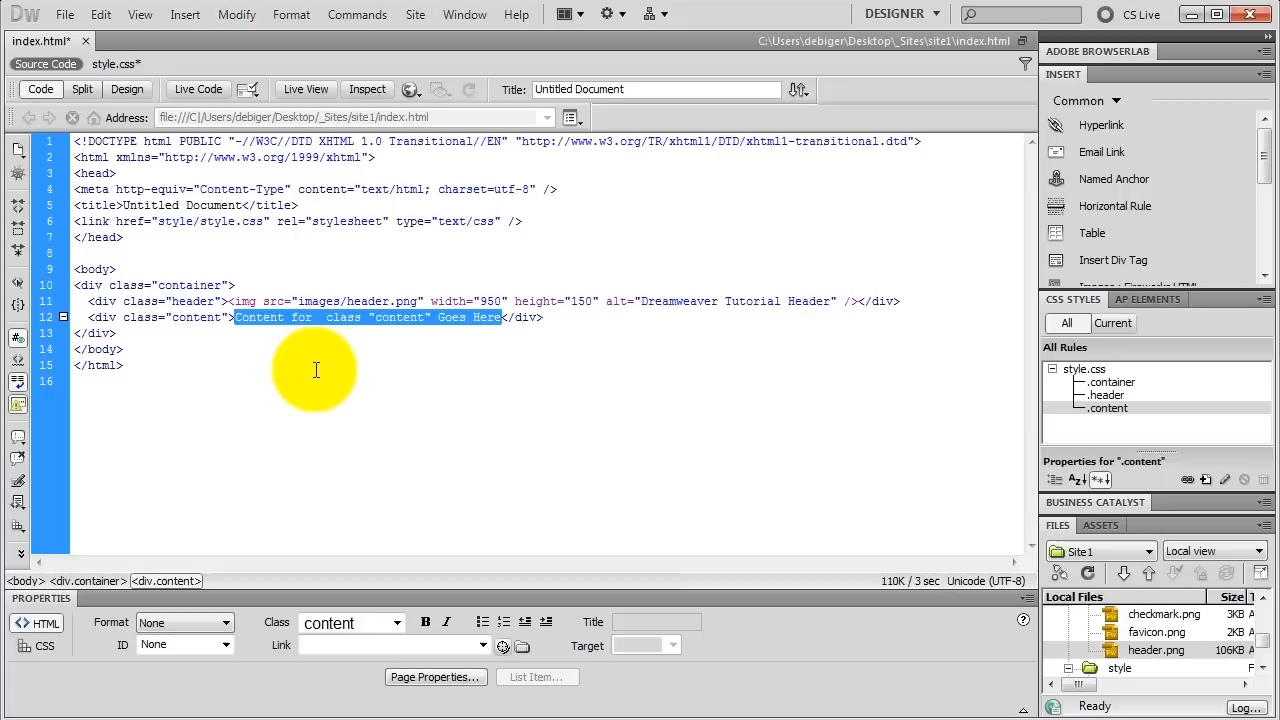 Dw File Edit View Insert Modify Format Commands Site Window Help DESIGNER CS Live
index.html* C:\Users\debiger\Desktop\_Sites\site1\index.html
Source Code style.css*
Code Split Design Live Code Live View Inspect Title: Untitled Document
Address: file:///C|/Users/debiger/Desktop/_Sites/site1/index.html
1 <!DOCTYPE html PUBLIC "-//W3C//DTD XHTML 1.0 Transitional//EN" "http://www.w3.org/TR/xhtml1/DTD/xhtml1-transitional.dtd">
2 <html xmlns="http://www.w3.org/1999/xhtml">
3 <head>
4 <meta http-equiv="Content-Type" content="text/html; charset=utf-8" />
5 <title>Untitled Document</title>
6 <link href="style/style.css" rel="stylesheet" type="text/css" />
7 </head>
8
9 <body>
10 <div class="container">
11 <div class="header"><img src="images/header.png" width="950" height="150" alt="Dreamweaver Tutorial Header" /></div>
12 <div class="content">Content for  class "content" Goes Here</div>
13 </div>
14 </body>
15 </html>
16
<body> <div.container> <div.content> 110K / 3 sec Unicode (UTF-8)
PROPERTIES
<> HTML Format None Class content B I Title
CSS ID None Link Target
Page Properties... List Item...
ADOBE BROWSERLAB
INSERT
Common
Hyperlink
Email Link
Named Anchor
Horizontal Rule
Table
Insert Div Tag
CSS STYLES AP ELEMENTS
All Current
All Rules
style.css
.container
.header
.content
Properties for ".content"
BUSINESS CATALYST
FILES ASSETS
Site1 Local view
Local Files Size
checkmark.png 3KB
favicon.png 2KB
header.png 106KB
style
Ready Log...